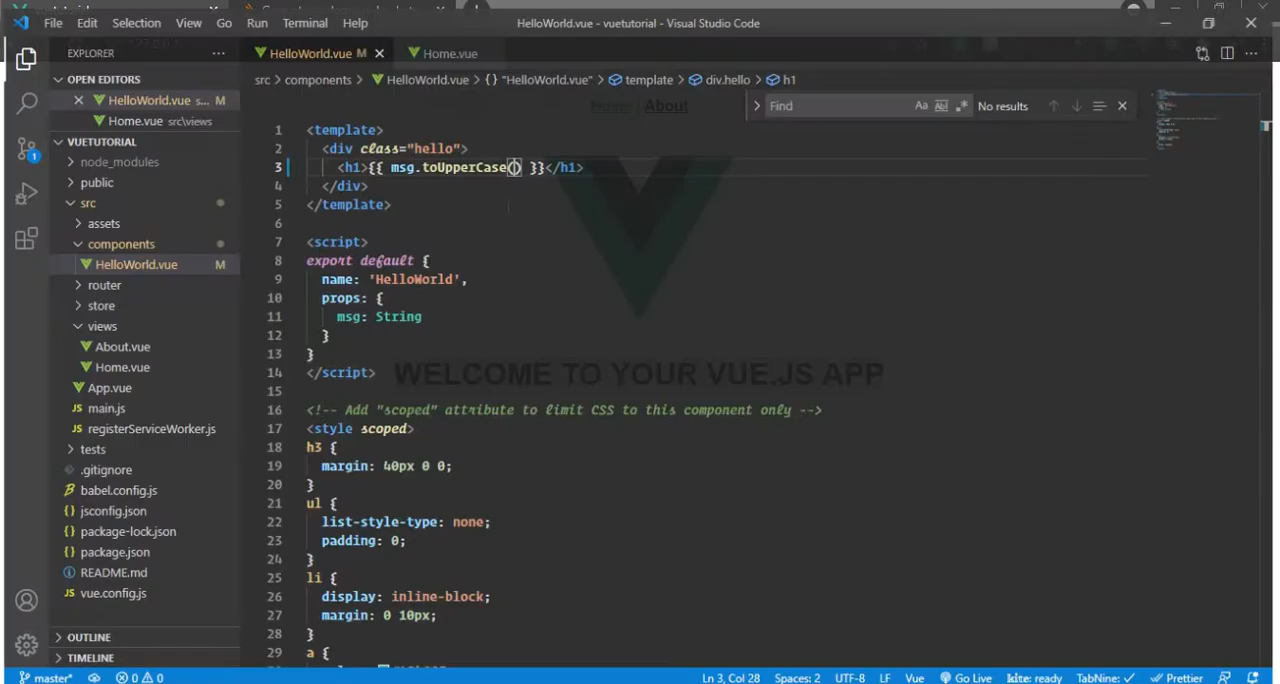 File Edit Selection View Go Run Terminal Help HelloWorld.vue - vuetutorial - Visual Studio Code
EXPLORER
HelloWorld.vue M
Home.vue
OPEN EDITORS
src > components > HelloWorld.vue > {} "HelloWorld.vue" > template > div.hello > h1
HelloWorld.vue s... M
Home.vue src\views
Home | About
Find
Aa Ab
No results
VUETUTORIAL
node_modules
public
src
assets
components
HelloWorld.vue M
router
store
views
About.vue
Home.vue
App.vue
main.js
registerServiceWorker.js
tests
.gitignore
babel.config.js
jsconfig.json
package-lock.json
package.json
README.md
vue.config.js
OUTLINE
TIMELINE
1 <template>
2 <div class="hello">
3 <h1>{{ msg.toUpperCase() }}</h1>
4 </div>
5 </template>
6
7 <script>
8 export default {
9 name: 'HelloWorld',
10 props: {
11 msg: String
12 }
13 }
14 </script>
WELCOME TO YOUR VUE.JS APP
15
16 <!-- Add "scoped" attribute to limit CSS to this component only -->
17 <style scoped>
18 h3 {
19 margin: 40px 0 0;
20 }
21 ul {
22 list-style-type: none;
23 padding: 0;
24 }
25 li {
26 display: inline-block;
27 margin: 0 10px;
28 }
29 a {
master* 0 0 Ln 3, Col 28 Spaces: 2 UTF-8 LF Vue Go Live kite: ready TabNine: Prettier